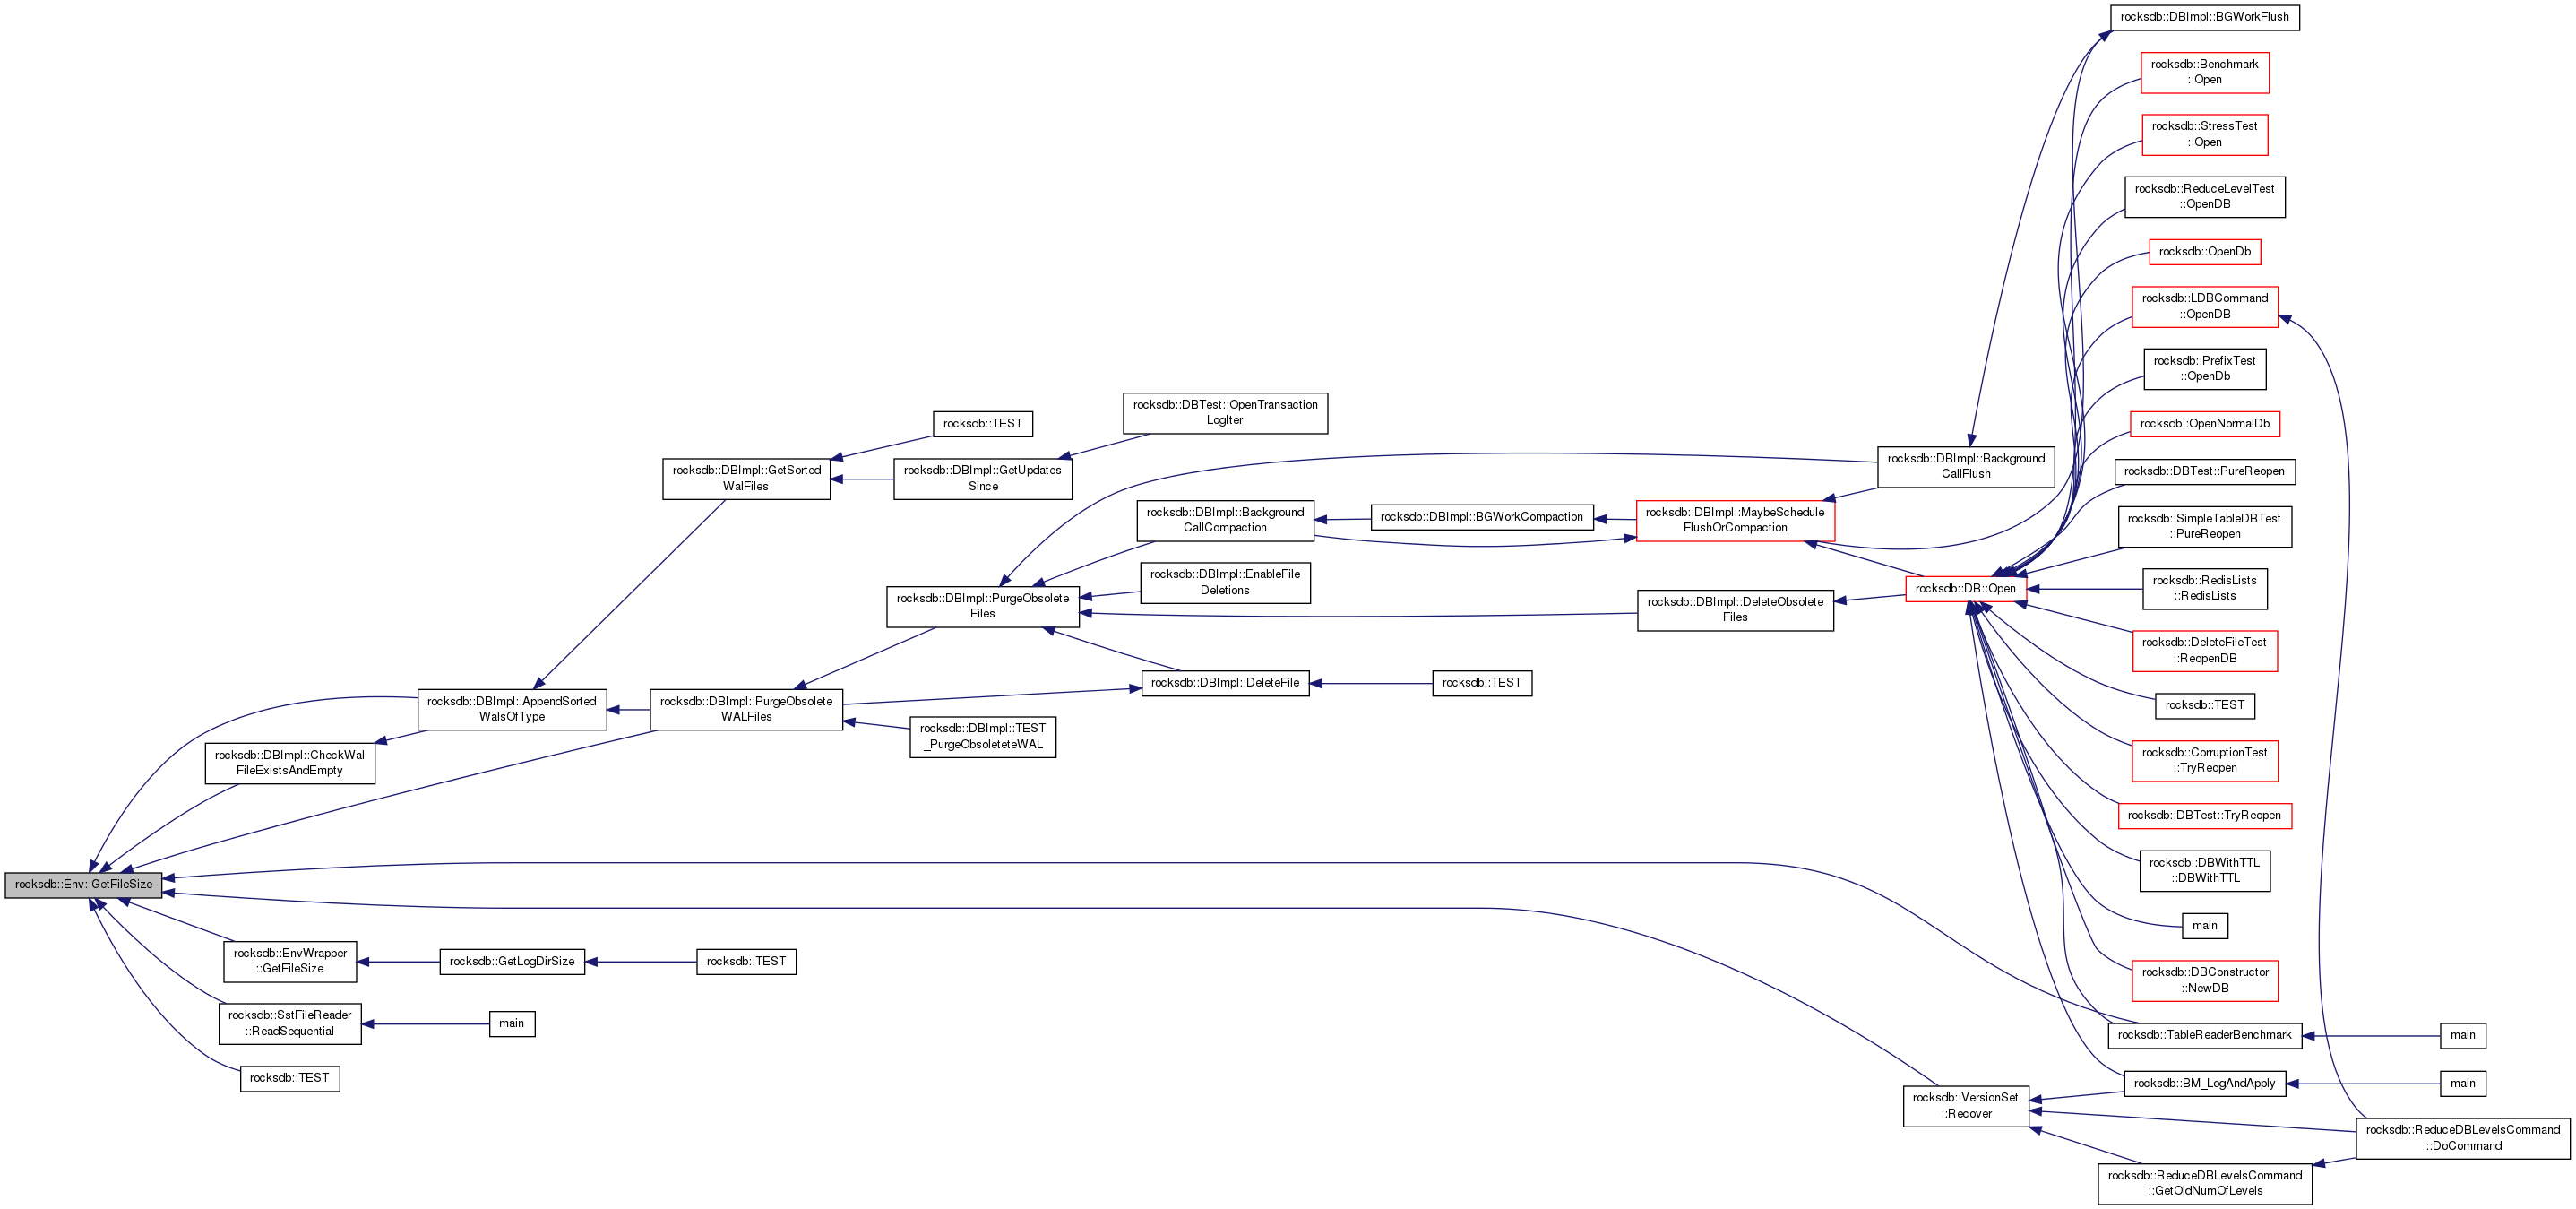 rocksdb::DBImpl::BGWorkFlush
rocksdb::Benchmark
::Open
rocksdb::StressTest
::Open
rocksdb::ReduceLevelTest
::OpenDB
rocksdb::OpenDb
rocksdb::LDBCommand
::OpenDB
rocksdb::PrefixTest
::OpenDb
rocksdb::DBTest::OpenTransaction
LogIter
rocksdb::TEST
rocksdb::OpenNormalDb
rocksdb::DBImpl::GetSorted
WalFiles
rocksdb::DBImpl::GetUpdates
Since
rocksdb::DBImpl::Background
CallFlush
rocksdb::DBTest::PureReopen
rocksdb::DBImpl::Background
CallCompaction
rocksdb::DBImpl::BGWorkCompaction
rocksdb::DBImpl::MaybeSchedule
FlushOrCompaction
rocksdb::SimpleTableDBTest
::PureReopen
rocksdb::DBImpl::EnableFile
Deletions
rocksdb::DBImpl::PurgeObsolete
Files
rocksdb::DBImpl::DeleteObsolete
Files
rocksdb::DB::Open
rocksdb::RedisLists
::RedisLists
rocksdb::DeleteFileTest
::ReopenDB
rocksdb::DBImpl::AppendSorted
WalsOfType
rocksdb::DBImpl::PurgeObsolete
WALFiles
rocksdb::DBImpl::DeleteFile
rocksdb::TEST
rocksdb::TEST
rocksdb::DBImpl::TEST
_PurgeObsoleteteWAL
rocksdb::DBImpl::CheckWal
FileExistsAndEmpty
rocksdb::CorruptionTest
::TryReopen
rocksdb::DBTest::TryReopen
rocksdb::DBWithTTL
::DBWithTTL
rocksdb::Env::GetFileSize
main
rocksdb::EnvWrapper
::GetFileSize
rocksdb::GetLogDirSize
rocksdb::TEST
rocksdb::DBConstructor
::NewDB
rocksdb::SstFileReader
::ReadSequential
main
rocksdb::TableReaderBenchmark
main
rocksdb::TEST
rocksdb::BM_LogAndApply
main
rocksdb::VersionSet
::Recover
rocksdb::ReduceDBLevelsCommand
::DoCommand
rocksdb::ReduceDBLevelsCommand
::GetOldNumOfLevels